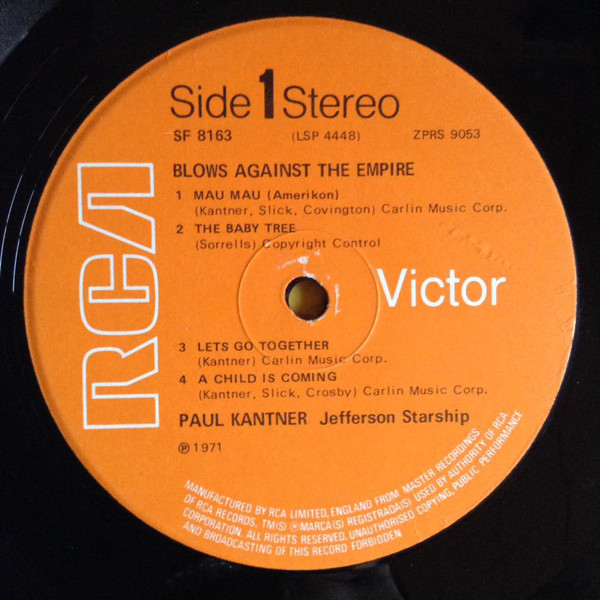 Side 1 Stereo
SF 8163 (LSP 4448) ZPRS 9053
BLOWS AGAINST THE EMPIRE
1 MAU MAU (Amerikon)
(Kantner, Slick, Covington) Carlin Music Corp.
2 THE BABY TREE
(Sorrells) Copyright Control
RCA
Victor
3 LETS GO TOGETHER
(Kantner) Carlin Music Corp.
4 A CHILD IS COMING
(Kantner, Slick, Crosby) Carlin Music Corp.
PAUL KANTNER Jefferson Starship
℗ 1971
MANUFACTURED BY RCA LIMITED, ENGLAND FROM MASTER RECORDINGS
OF RCA RECORDS, TM(S) ® MARCA(S) REGISTRADA(S) USED BY AUTHORITY OF RCA
CORPORATION. ALL RIGHTS RESERVED. UNAUTHORISED COPYING, PUBLIC PERFORMANCE
AND BROADCASTING OF THIS RECORD FORBIDDEN